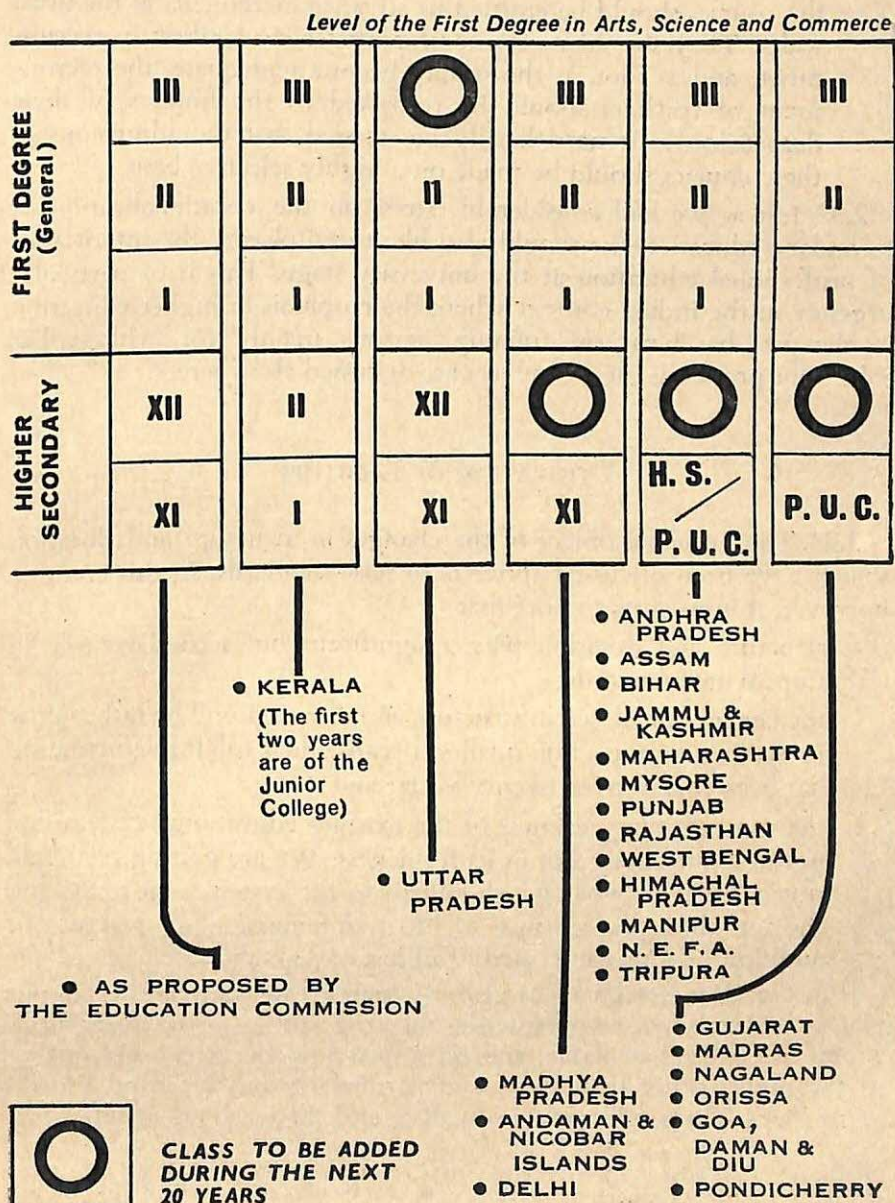 Level of the First Degree in Arts, Science and Commerce
FIRST DEGREE
(General)
III III III III III
II II II II II II
I I I I I I
HIGHER
SECONDARY
XII II XII
XI I XI XI H. S. / P. U. C. P. U. C.
• KERALA
(The first
two years
are of the
Junior
College)
• UTTAR
PRADESH
• ANDHRA
PRADESH
• ASSAM
• BIHAR
• JAMMU &
KASHMIR
• MAHARASHTRA
• MYSORE
• PUNJAB
• RAJASTHAN
• WEST BENGAL
• HIMACHAL
PRADESH
• MANIPUR
• N. E. F. A.
• TRIPURA
• AS PROPOSED BY
THE EDUCATION COMMISSION
• MADHYA
PRADESH
• ANDAMAN &
NICOBAR
ISLANDS
• DELHI
• GUJARAT
• MADRAS
• NAGALAND
• ORISSA
• GOA,
DAMAN &
DIU
• PONDICHERRY
CLASS TO BE ADDED
DURING THE NEXT
20 YEARS